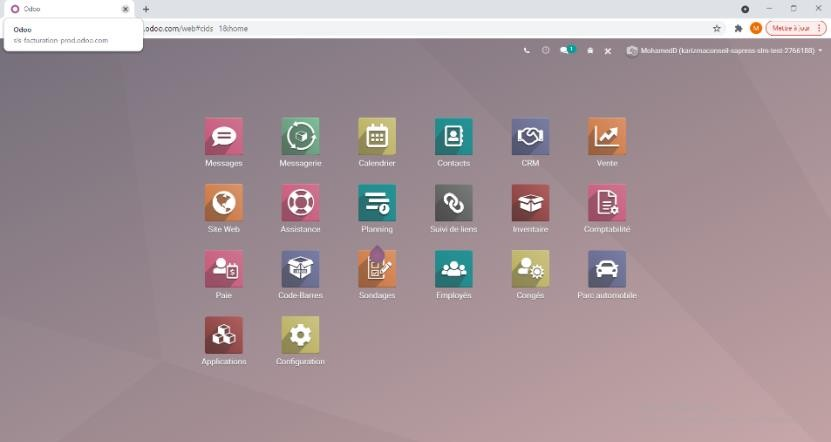 Odoo
Odoo
sls-facturation-prod.odoo.com
.odoo.com/web#cids 1&home
M
Mettre à jour
1
MohamedD (karizmaconseil-sapress-slm-test-2766188)
Messages Messagerie Calendrier Contacts CRM Vente
Site Web Assistance Planning Suivi de liens Inventaire Comptabilité
Paie Code-Barres Sondages Employés Congés Parc automobile
Applications Configuration